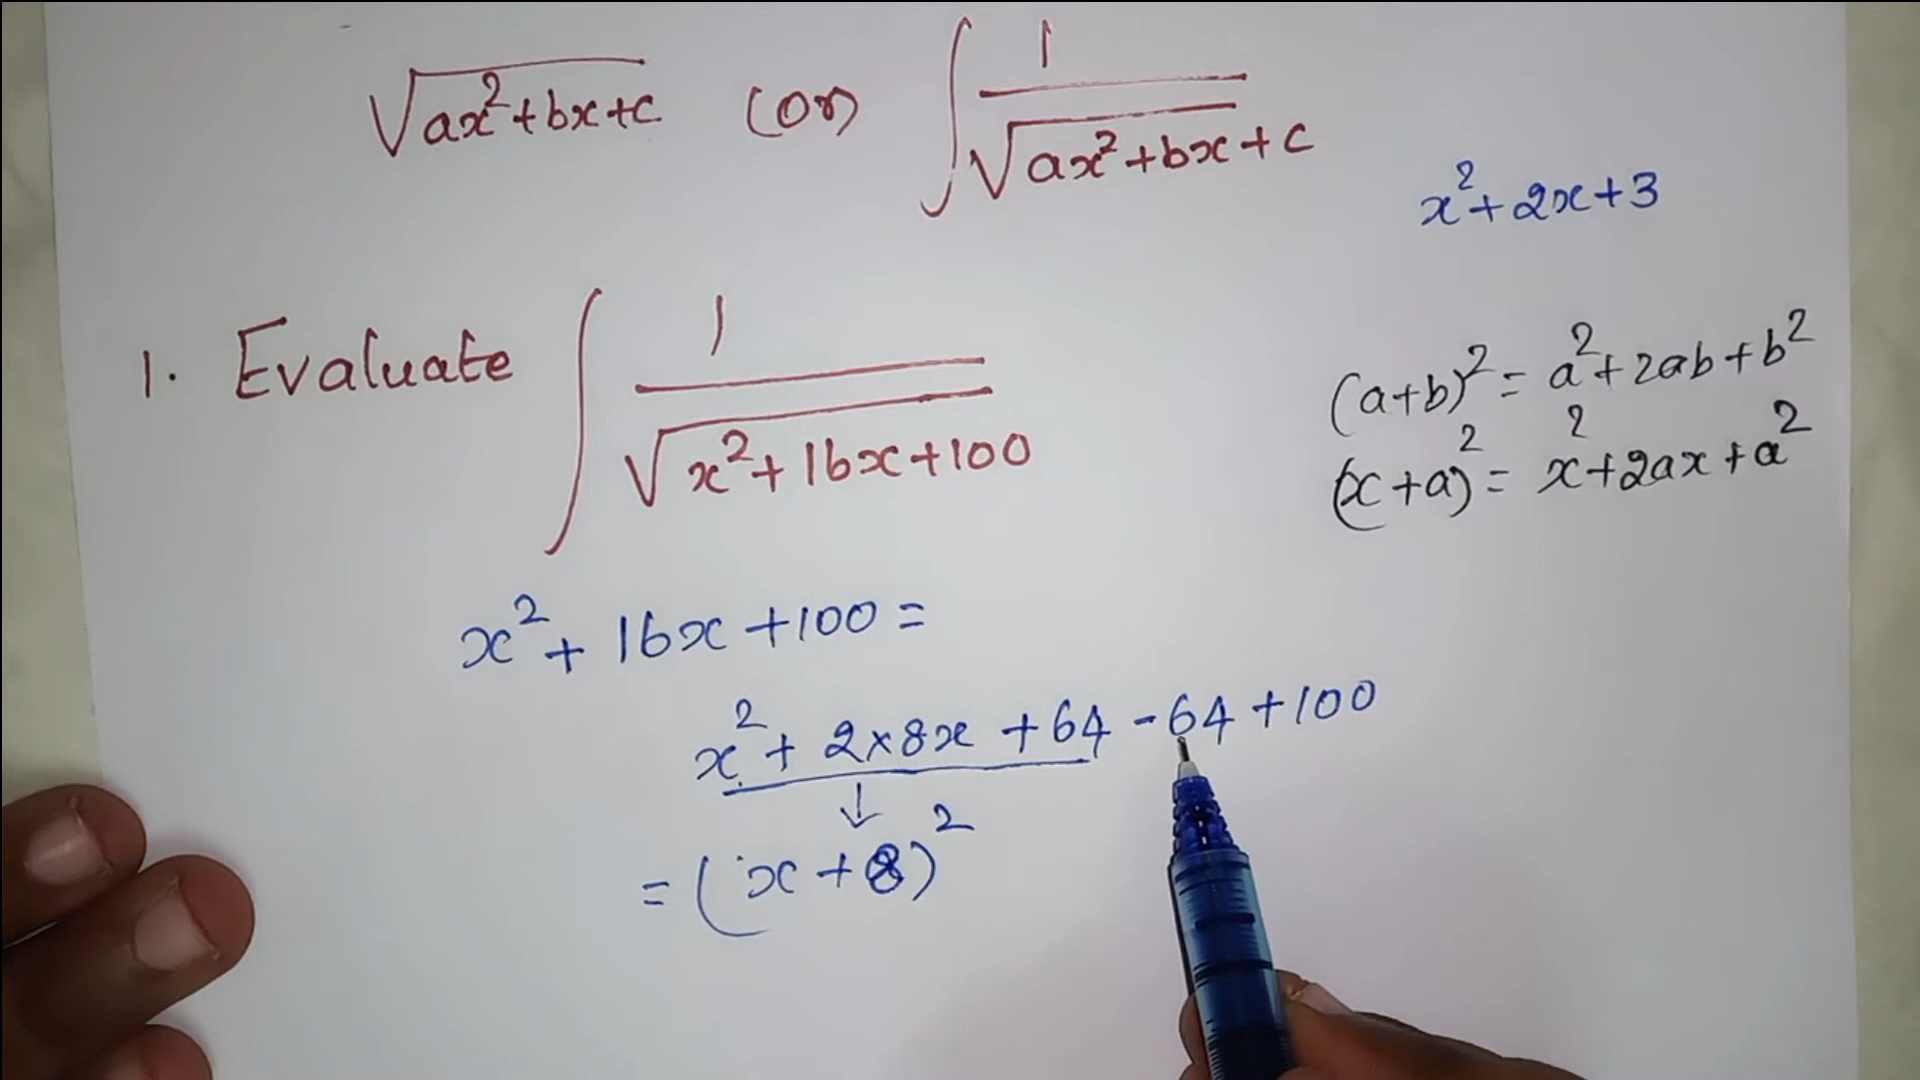 √ax²+bx+c (or) ∫ 1/√ax²+bx+c
x²+2x+3
1. Evaluate ∫ 1/√x²+16x+100
(a+b)² = a²+2ab+b²
(x+a)² = x²+2ax+a²
x²+16x+100=
x²+2×8x+64-64+100
↓
=(x+8)²